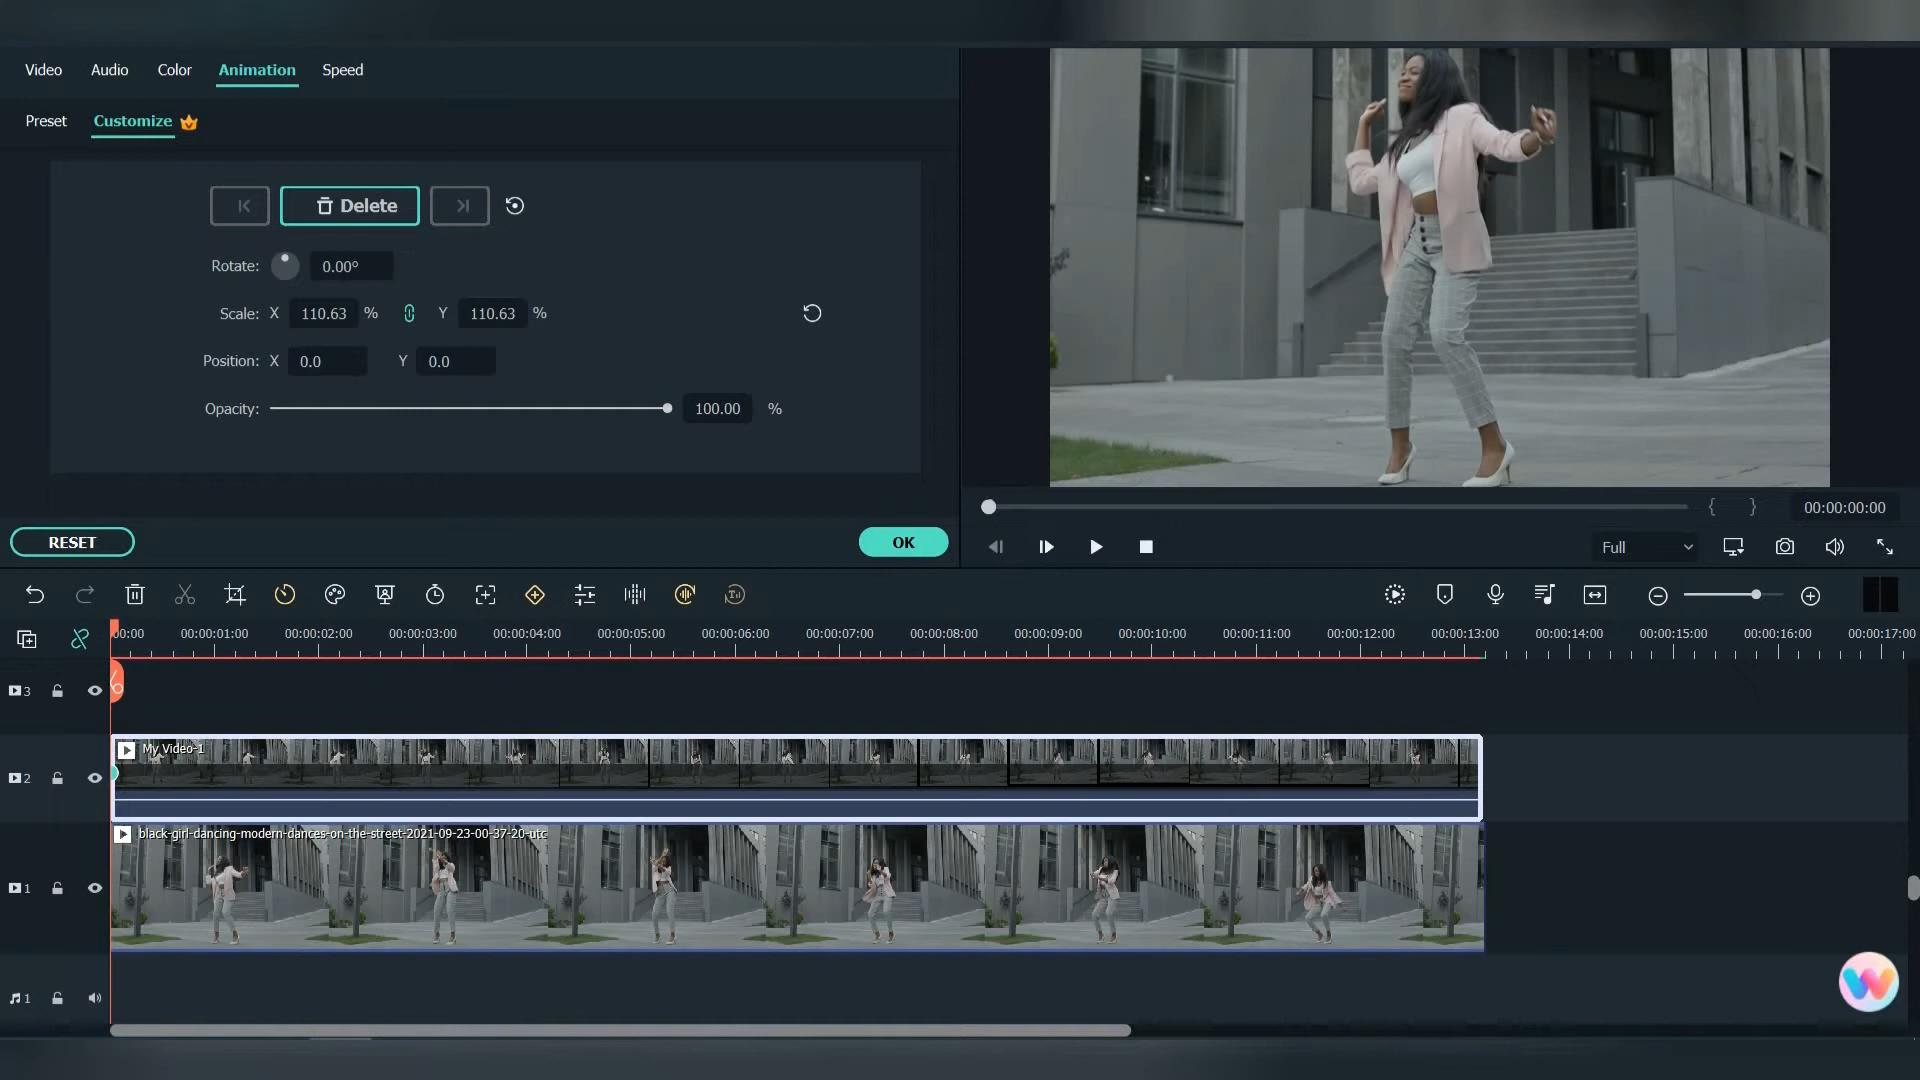 Video Audio Color Animation Speed
Preset Customize
Delete
Rotate: 0.00º
Scale: X 110.63 % Y 110.63 %
Position: X 0.0 Y 0.0
Opacity: 100.00 %
RESET OK
{ } 00:00:00:00
Full
00:00 00:00:01:00 00:00:02:00 00:00:03:00 00:00:04:00 00:00:05:00 00:00:06:00 00:00:07:00 00:00:08:00 00:00:09:00 00:00:10:00 00:00:11:00 00:00:12:00 00:00:13:00 00:00:14:00 00:00:15:00 00:00:16:00 00:00:17:00
3
My Video-1
2
black-girl-dancing-modern-dances-on-the-street-2021-09-23-00-37-20-utc
1
1